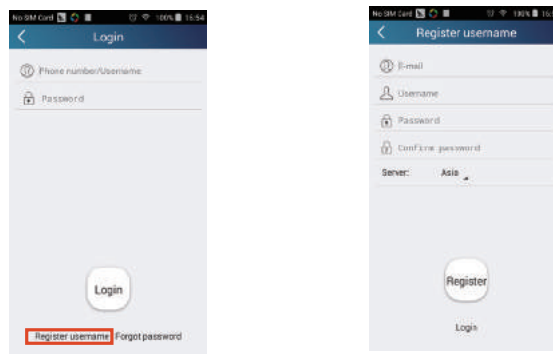 No SIM Card 100% 16:54
Login
Phone number/Username
Password
Login
Register username Forgot password
No SIM Card 100%
Register username
E-mail
Username
Password
Confirm password
Server: Asia
Register
Login